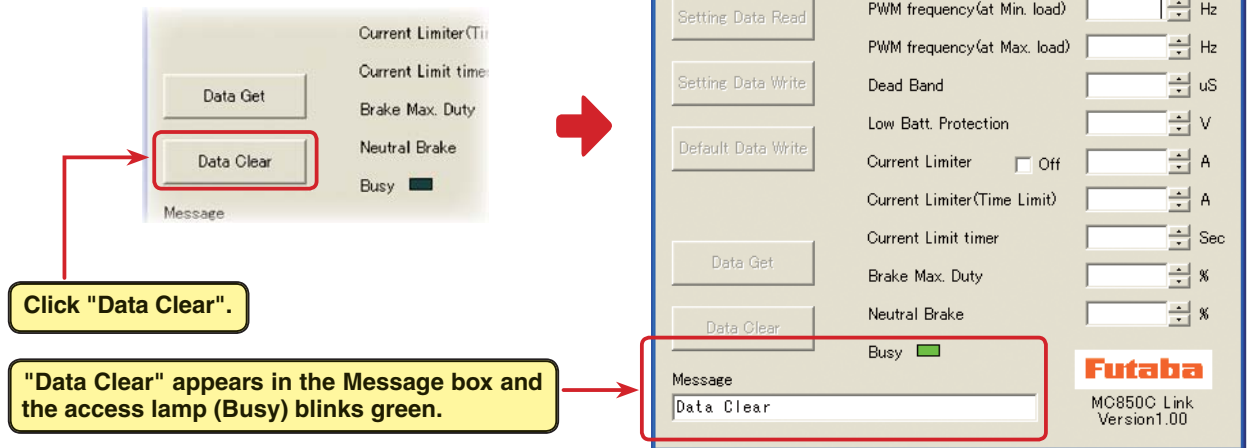 Current Limiter(Ti
Current Limit time
Data Get
Brake Max. Duty
Data Clear
Neutral Brake
Busy
Message
Click "Data Clear".
"Data Clear" appears in the Message box and
the access lamp (Busy) blinks green.
Setting Data Read
PWM frequency(at Min. load)
Hz
PWM frequency(at Max. load)
Hz
Setting Data Write
Dead Band
uS
Low Batt. Protection
V
Default Data Write
Current Limiter
Off
A
Current Limiter(Time Limit)
A
Current Limit timer
Sec
Data Get
Brake Max. Duty
%
Neutral Brake
%
Data Clear
Busy
Message
Data Clear
Futaba
MC850C Link
Version1.00